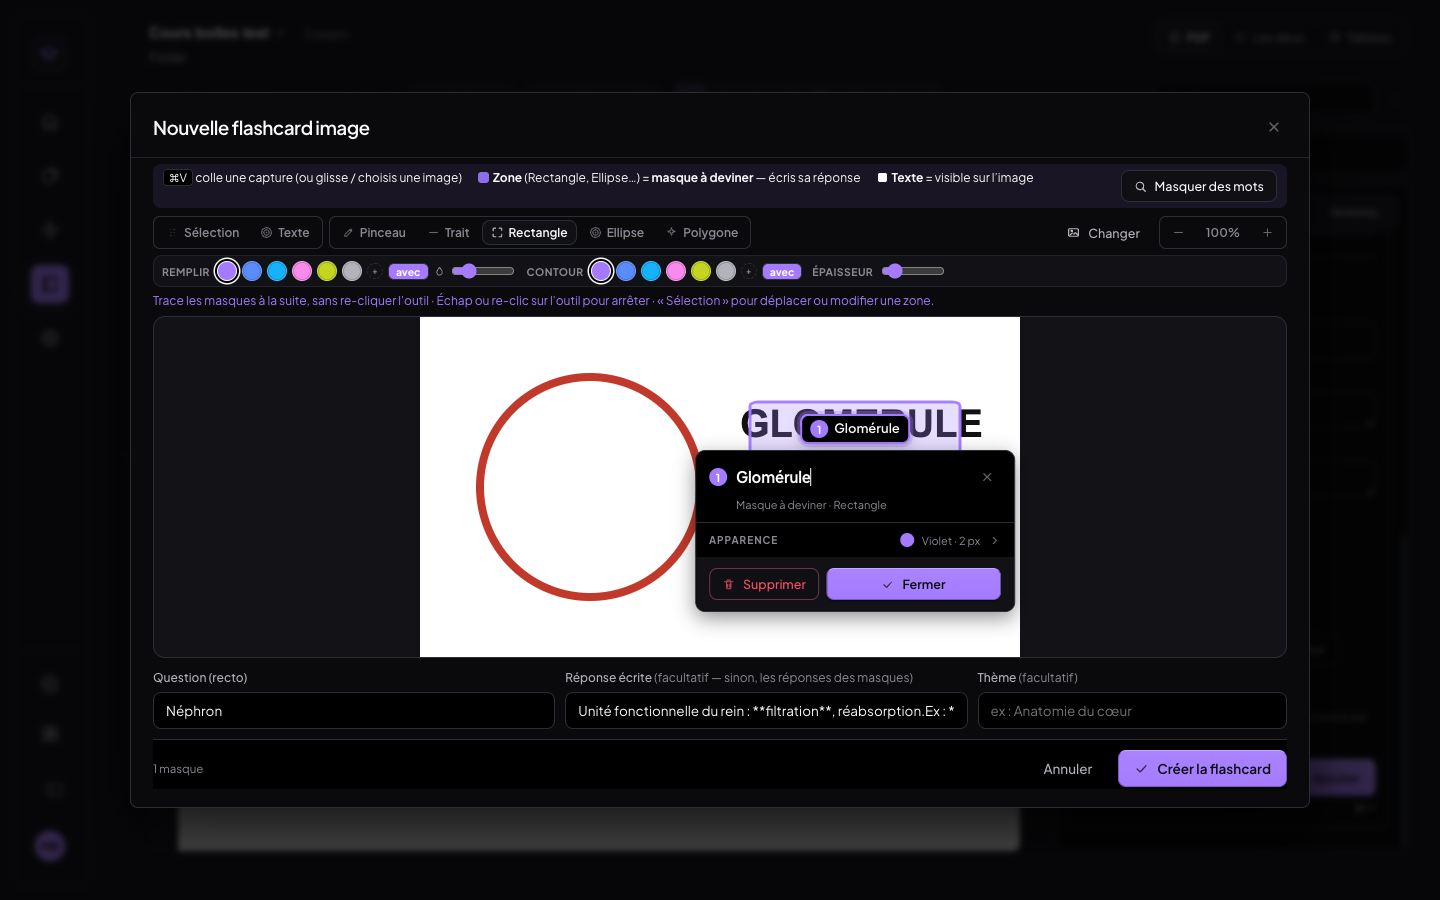 Cours boîtes test
PDF
Nouvelle flashcard image
⌘V colle une capture (ou glisse / choisis une image) Zone (Rectangle, Ellipse…) = masque à deviner — écris sa réponse Texte = visible sur l'image
Masquer des mots
Sélection Texte Pinceau Trait Rectangle Ellipse Polygone Changer − 100% +
REMPLIR + avec CONTOUR + avec ÉPAISSEUR
Trace les masques à la suite, sans re-cliquer l'outil · Échap ou re-clic sur l'outil pour arrêter · « Sélection » pour déplacer ou modifier une zone.
GLOMERULE
1 Glomérule
1 Glomérule
Masque à deviner · Rectangle
APPARENCE Violet · 2 px
Supprimer Fermer
Question (recto) Réponse écrite (facultatif — sinon, les réponses des masques) Thème (facultatif)
Néphron Unité fonctionnelle du rein : **filtration**, réabsorption.Ex : * ex : Anatomie du cœur
1 masque Annuler Créer la flashcard